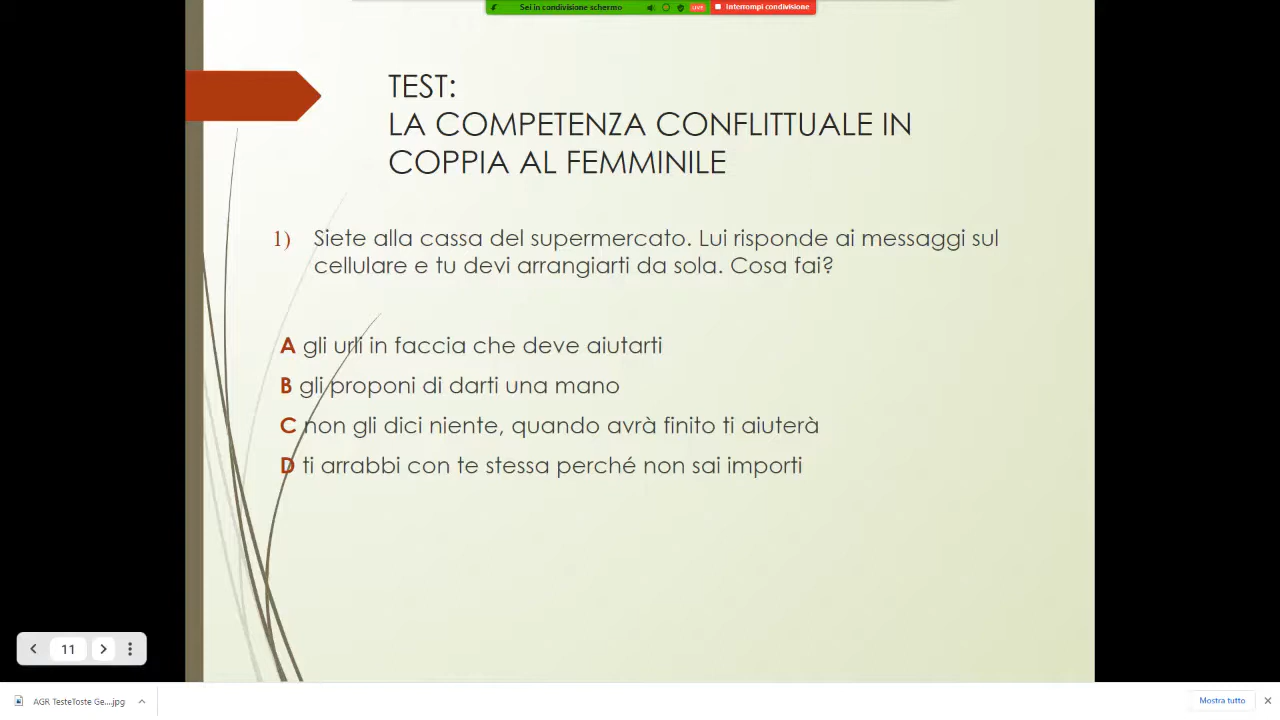 Sei in condivisione schermo
LIVE
Interrompi condivisione
TEST:
LA COMPETENZA CONFLITTUALE IN
COPPIA AL FEMMINILE
1) Siete alla cassa del supermercato. Lui risponde ai messaggi sul
cellulare e tu devi arrangiarti da sola. Cosa fai?
A gli urli in faccia che deve aiutarti
B gli proponi di darti una mano
C non gli dici niente, quando avrà finito ti aiuterà
D ti arrabbi con te stessa perché non sai importi
11
AGR TesteToste Ge....jpg
Mostra tutto